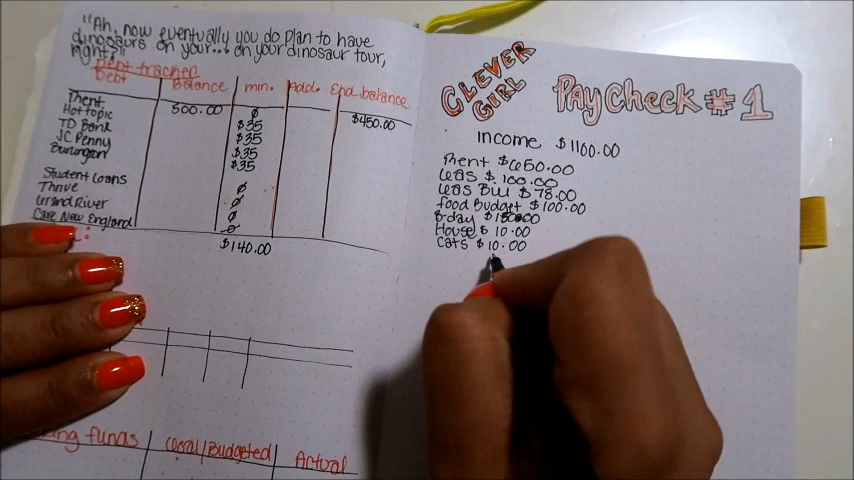 "Ah, now eventually you do plan to have
dinosaurs on your... on your dinosaur tour,
right?"
Debt tracker
Debt Balance min. Add. End balance
Rent 500.00 ø $450.00
Hot topic $35
TD Bank $35
JC Penny $35
Burlington $35
Student Loans ø
Thrive ø
Grand River ø
Care New England ø
$140.00
funds Budgeted Actual
CLEVER
GIRL
PayCheck #1
Income $1100.00
Rent $650.00
Gas $ 100.00
Gas Bill $ 78.00
food Budget $ 100.00
B-day $
House $ 10.00
Cats $ 10.00